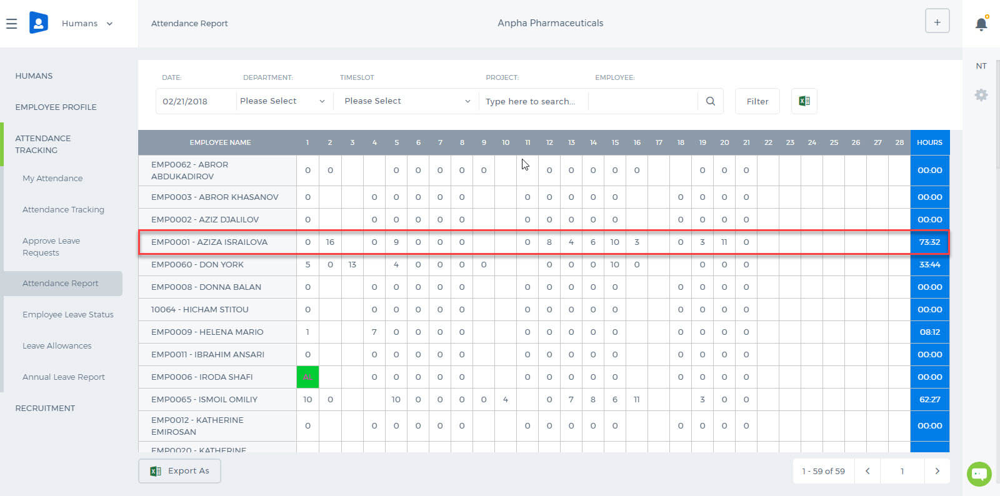 Humans
Attendance Report
Anpha Pharmaceuticals
+
NT
HUMANS
EMPLOYEE PROFILE
ATTENDANCE
TRACKING
My Attendance
Attendance Tracking
Approve Leave
Requests
Attendance Report
Employee Leave Status
Leave Allowances
Annual Leave Report
RECRUITMENT
DATE: DEPARTMENT: TIMESLOT PROJECT: EMPLOYEE:
02/21/2018 Please Select Please Select Type here to search... Filter
EMPLOYEE NAME 1 2 3 4 5 6 7 8 9 10 11 12 13 14 15 16 17 18 19 20 21 22 23 24 25 26 27 28 HOURS
EMP0062 - ABROR
ABDUKADIROV 0 0 0 0 0 0 0 0 0 0 0 0 0 0 0 00:00
EMP0003 - ABROR KHASANOV 0 0 0 0 0 0 0 0 0 0 0 0 0 0 0 00:00
EMP0002 - AZIZ DJALILOV 0 0 0 0 0 0 0 0 0 0 0 0 0 0 0 00:00
EMP0001 - AZIZA ISRAILOVA 0 16 0 9 0 0 0 0 8 4 6 10 3 0 3 11 0 73:32
EMP0060 - DON YORK 5 0 13 4 0 0 0 0 0 0 0 10 0 0 0 0 33:44
EMP0008 - DONNA BALAN 0 0 0 0 0 0 0 0 0 0 0 0 0 0 0 00:00
10064 - HICHAM STITOU 0 0 0 0 0 0 0 0 0 0 0 0 0 0 0 00:00
EMP0009 - HELENA MARIO 1 7 0 0 0 0 0 0 0 0 0 0 0 0 0 08:12
EMP0011 - IBRAHIM ANSARI 0 0 0 0 0 0 0 0 0 0 0 0 0 0 0 00:00
EMP0006 - IRODA SHAFI 0 0 0 0 0 0 0 0 0 0 0 0 0 0 00:00
EMP0065 - ISMOIL OMILIY 10 0 10 0 0 0 0 4 0 7 8 6 11 3 0 0 62:27
EMP0012 - KATHERINE
EMIROSAN 0 0 0 0 0 0 0 0 0 0 0 0 0 0 0 00:00
EMP0020 - KATHERINE
Export As
1 - 59 of 59 1